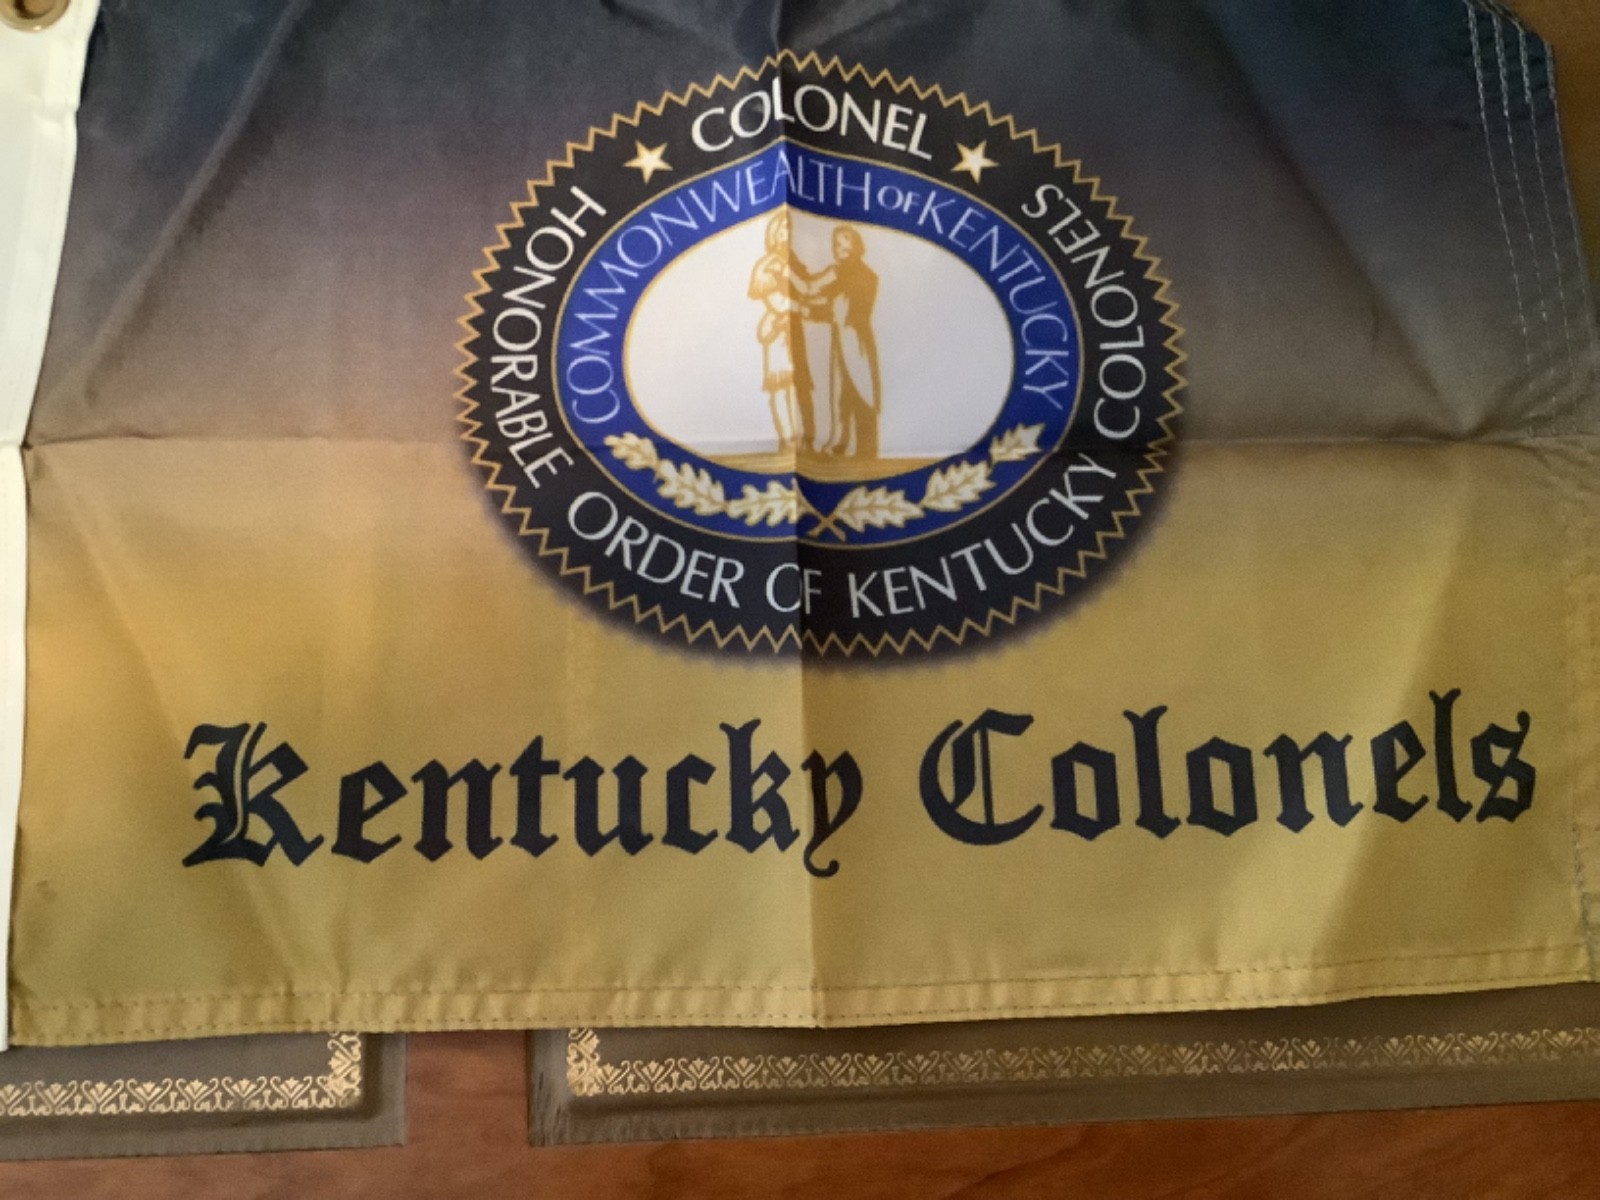 COLONEL
HONORABLE ORDER OF KENTUCKY COLONELS
COMMONWEALTH OF KENTUCKY
Kentucky Colonels